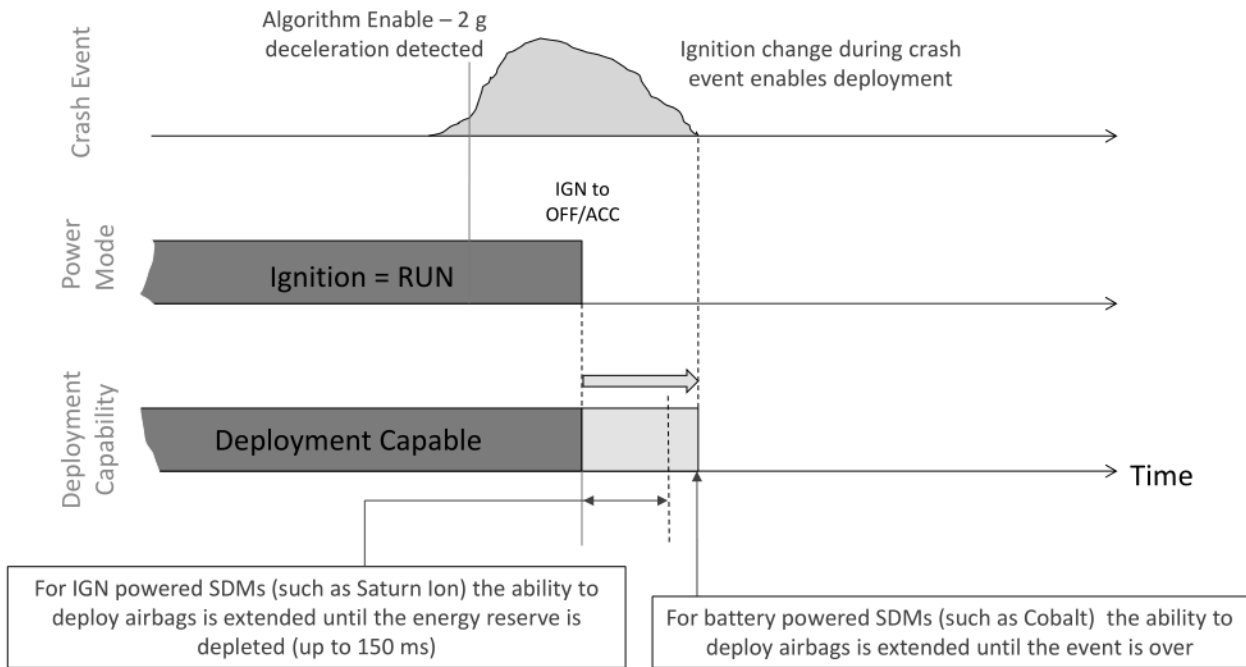 Algorithm Enable – 2 g
deceleration detected
Ignition change during crash
event enables deployment
Crash Event
IGN to
OFF/ACC
Power
Mode
Ignition = RUN
Deployment
Capability
Deployment Capable
Time
For IGN powered SDMs (such as Saturn Ion) the ability to
deploy airbags is extended until the energy reserve is
depleted (up to 150 ms)
For battery powered SDMs (such as Cobalt) the ability to
deploy airbags is extended until the event is over